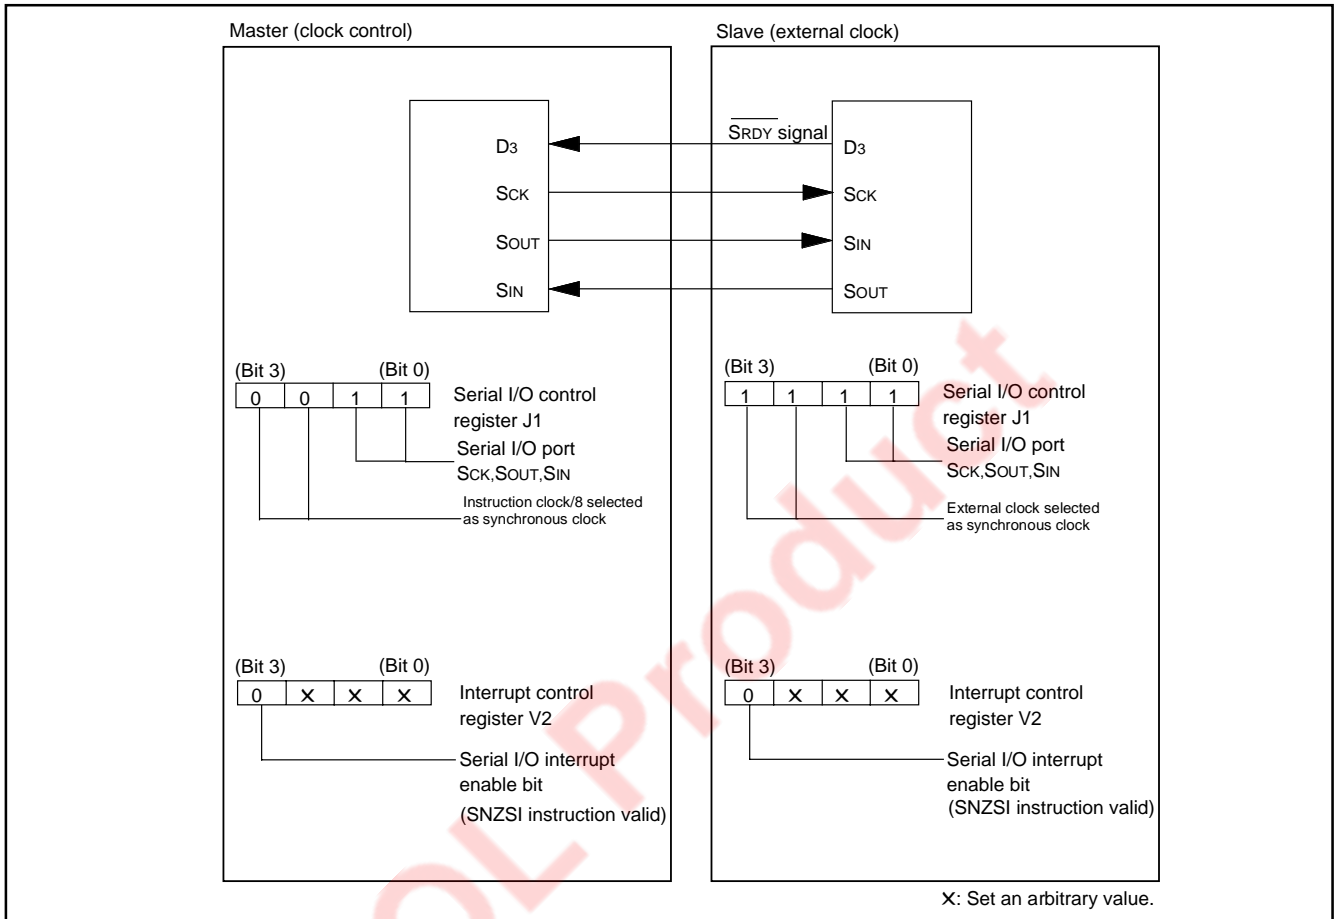 Master (clock control)
D3
SCK
SOUT
SIN
(Bit 3) (Bit 0)
0 0 1 1
Serial I/O control
register J1
Serial I/O port
SCK,SOUT,SIN
Instruction clock/8 selected
as synchronous clock
(Bit 3) (Bit 0)
0 × × ×
Interrupt control
register V2
Serial I/O interrupt
enable bit
(SNZSI instruction valid)
Slave (external clock)
SRDY signal
D3
SCK
SIN
SOUT
(Bit 3) (Bit 0)
1 1 1 1
Serial I/O control
register J1
Serial I/O port
SCK,SOUT,SIN
External clock selected
as synchronous clock
(Bit 3) (Bit 0)
0 × × ×
Interrupt control
register V2
Serial I/O interrupt
enable bit
(SNZSI instruction valid)
×: Set an arbitrary value.
OL Product